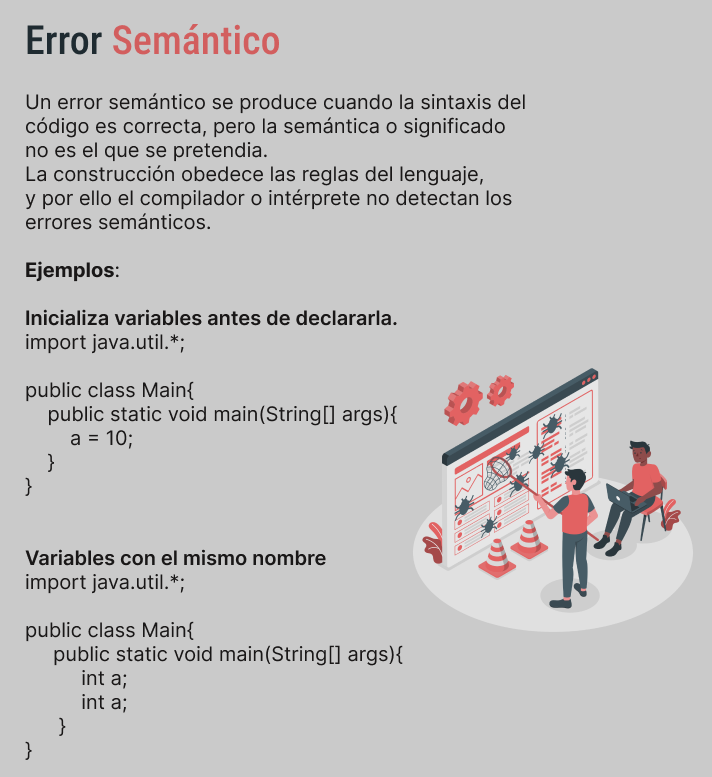 Error Semántico
Un error semántico se produce cuando la sintaxis del
código es correcta, pero la semántica o significado
no es el que se pretendia.
La construcción obedece las reglas del lenguaje,
y por ello el compilador o intérprete no detectan los
errores semánticos.
Ejemplos:
Inicializa variables antes de declararla.
import java.util.*;
public class Main{
public static void main(String[] args){
a = 10;
}
}
Variables con el mismo nombre
import java.util.*;
public class Main{
public static void main(String[] args){
int a;
int a;
}
}